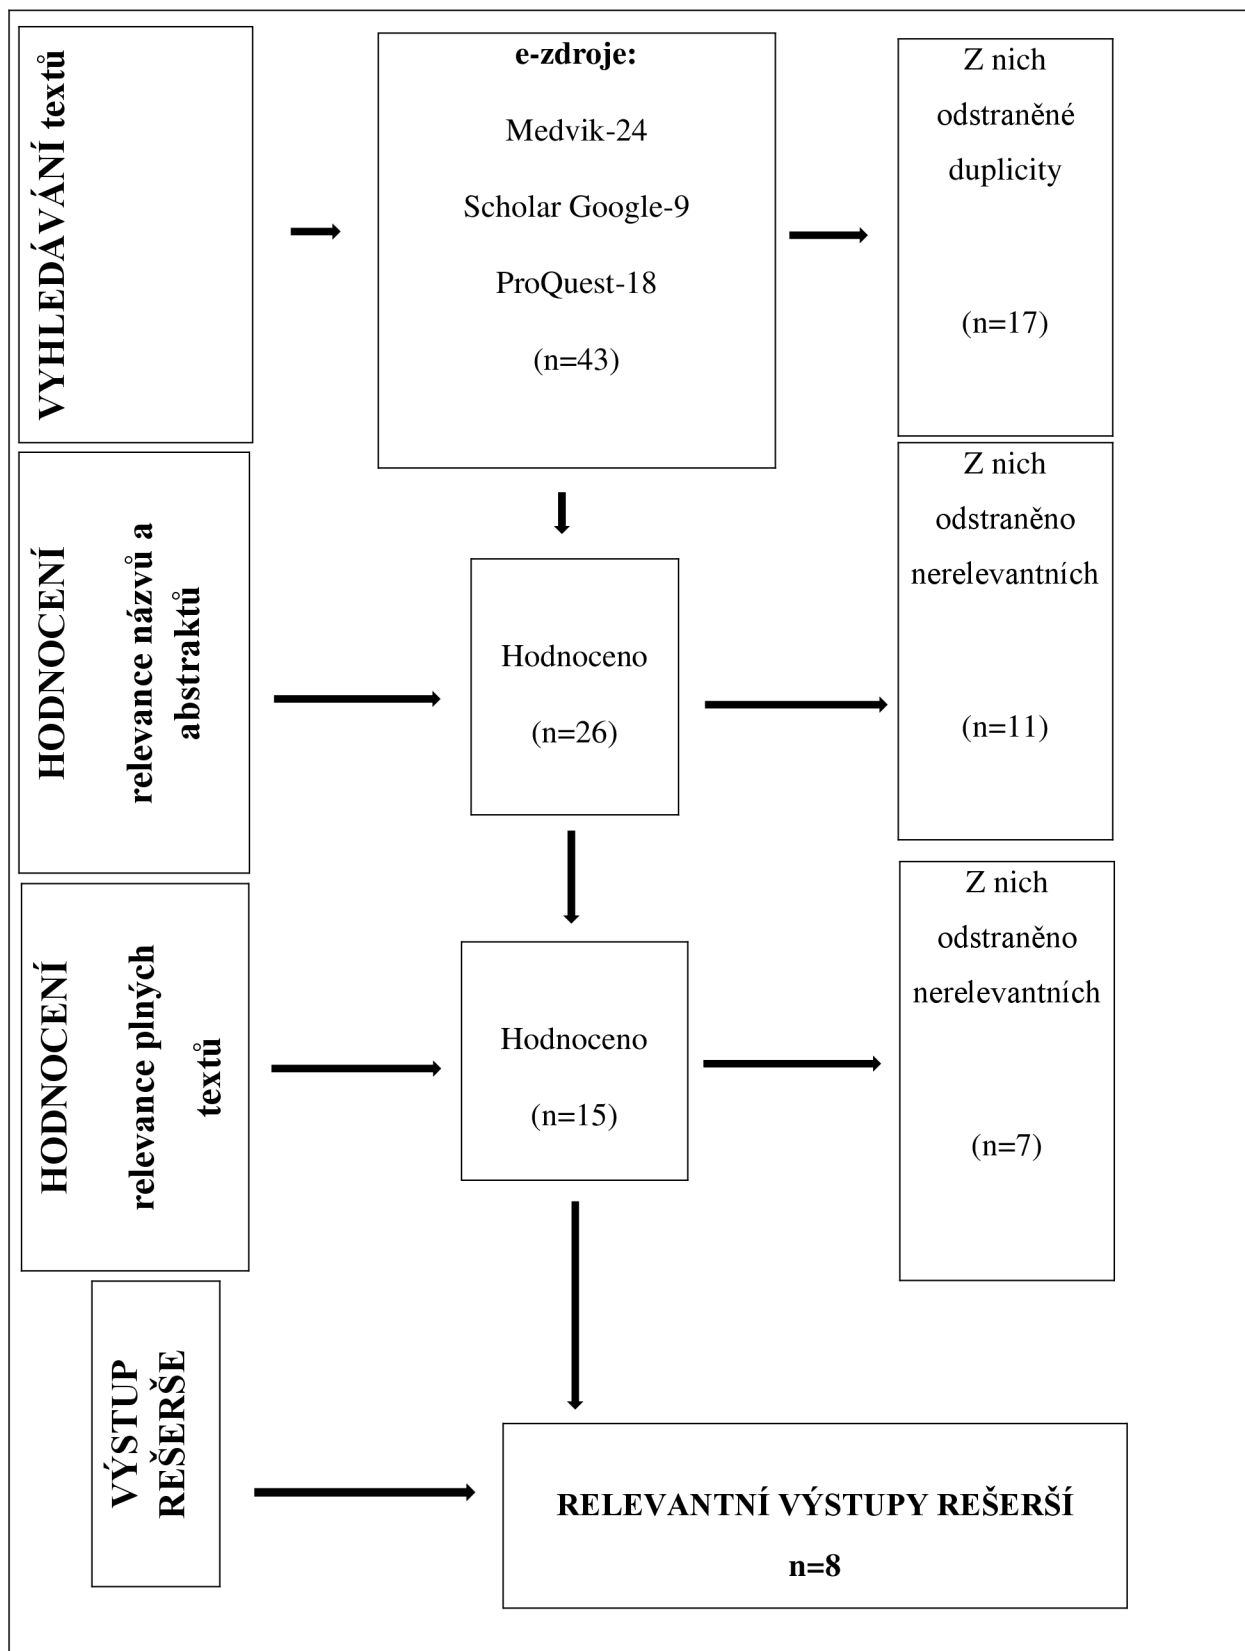 VYHLEDÁVÁNÍ textů
e-zdroje:
Medvik-24
Scholar Google-9
ProQuest-18
(n=43)
Z nich
odstraněné
duplicity
(n=17)
HODNOCENÍ
relevance názvů a
abstraktů
Hodnoceno
(n=26)
Z nich
odstraněno
nerelevantních
(n=11)
HODNOCENÍ
relevance plných
textů
Hodnoceno
(n=15)
Z nich
odstraněno
nerelevantních
(n=7)
VÝSTUP
REŠERŠE
RELEVANTNÍ VÝSTUPY REŠERŠÍ
n=8